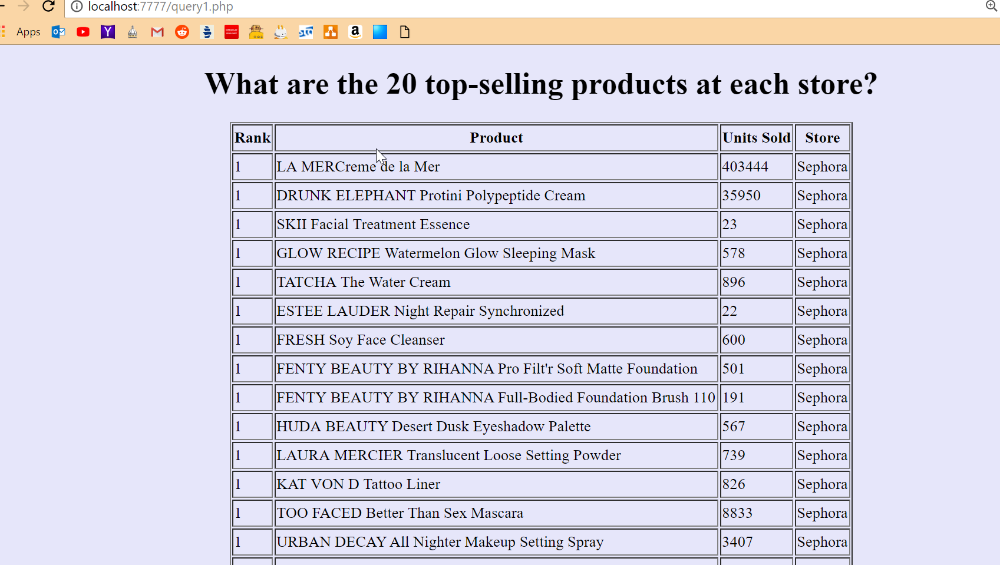 localhost:7777/query1.php
Apps
What are the 20 top-selling products at each store?
Rank Product Units Sold Store
1 LA MERCreme de la Mer 403444 Sephora
1 DRUNK ELEPHANT Protini Polypeptide Cream 35950 Sephora
1 SKII Facial Treatment Essence 23 Sephora
1 GLOW RECIPE Watermelon Glow Sleeping Mask 578 Sephora
1 TATCHA The Water Cream 896 Sephora
1 ESTEE LAUDER Night Repair Synchronized 22 Sephora
1 FRESH Soy Face Cleanser 600 Sephora
1 FENTY BEAUTY BY RIHANNA Pro Filt'r Soft Matte Foundation 501 Sephora
1 FENTY BEAUTY BY RIHANNA Full-Bodied Foundation Brush 110 191 Sephora
1 HUDA BEAUTY Desert Dusk Eyeshadow Palette 567 Sephora
1 LAURA MERCIER Translucent Loose Setting Powder 739 Sephora
1 KAT VON D Tattoo Liner 826 Sephora
1 TOO FACED Better Than Sex Mascara 8833 Sephora
1 URBAN DECAY All Nighter Makeup Setting Spray 3407 Sephora